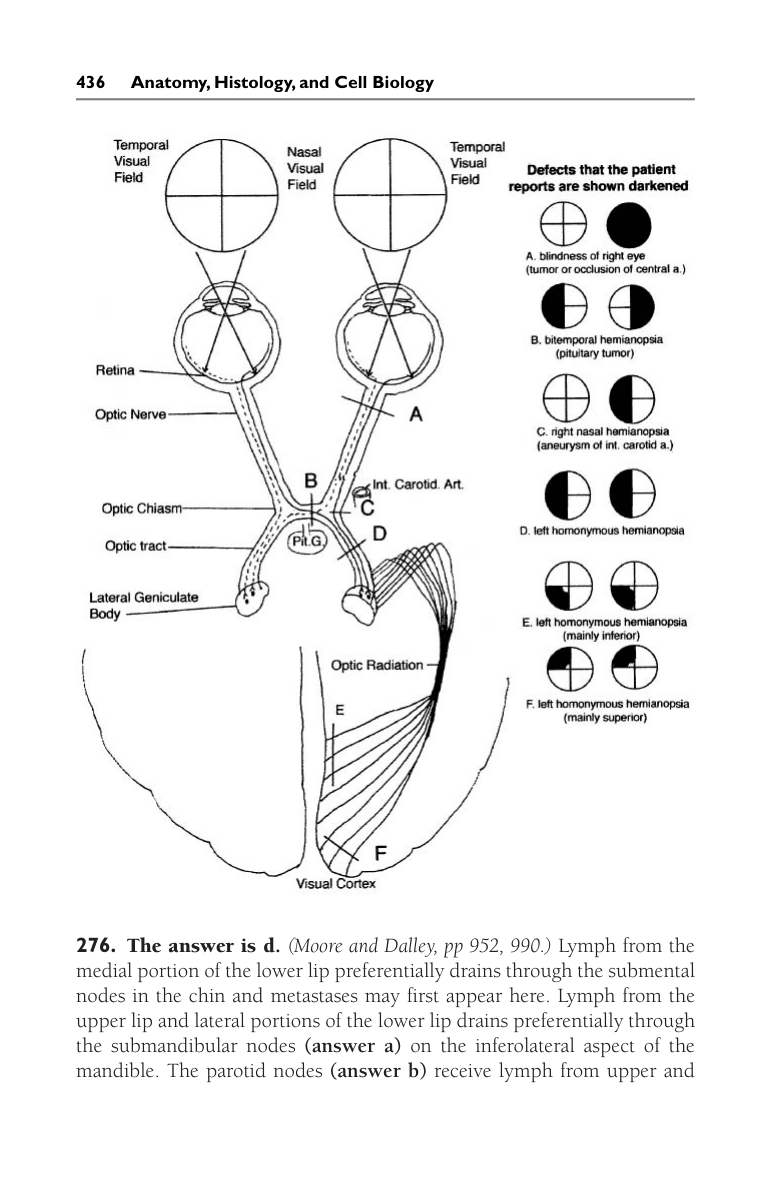 436 Anatomy, Histology, and Cell Biology
Temporal
Visual
Field
Nasal
Visual
Field
Temporal
Visual
Field
Defects that the patient
reports are shown darkened
A. blindness of right eye
(tumor or occlusion of central a.)
B. bitemporal hemianopsia
(pituitary tumor)
Retina
Optic Nerve
A
C. right nasal hemianopsia
(aneurysm of int. carotid a.)
B
Int. Carotid. Art.
Optic Chiasm
C
D
Pit.G.
Optic tract
D. left homonymous hemianopsia
Lateral Geniculate
Body
E. left homonymous hemianopsia
(mainly inferior)
Optic Radiation
E
F. left homonymous hemianopsia
(mainly superior)
F
Visual Cortex
276. The answer is d. (Moore and Dalley, pp 952, 990.) Lymph from the
medial portion of the lower lip preferentially drains through the submental
nodes in the chin and metastases may first appear here. Lymph from the
upper lip and lateral portions of the lower lip drains preferentially through
the submandibular nodes (answer a) on the inferolateral aspect of the
mandible. The parotid nodes (answer b) receive lymph from upper and